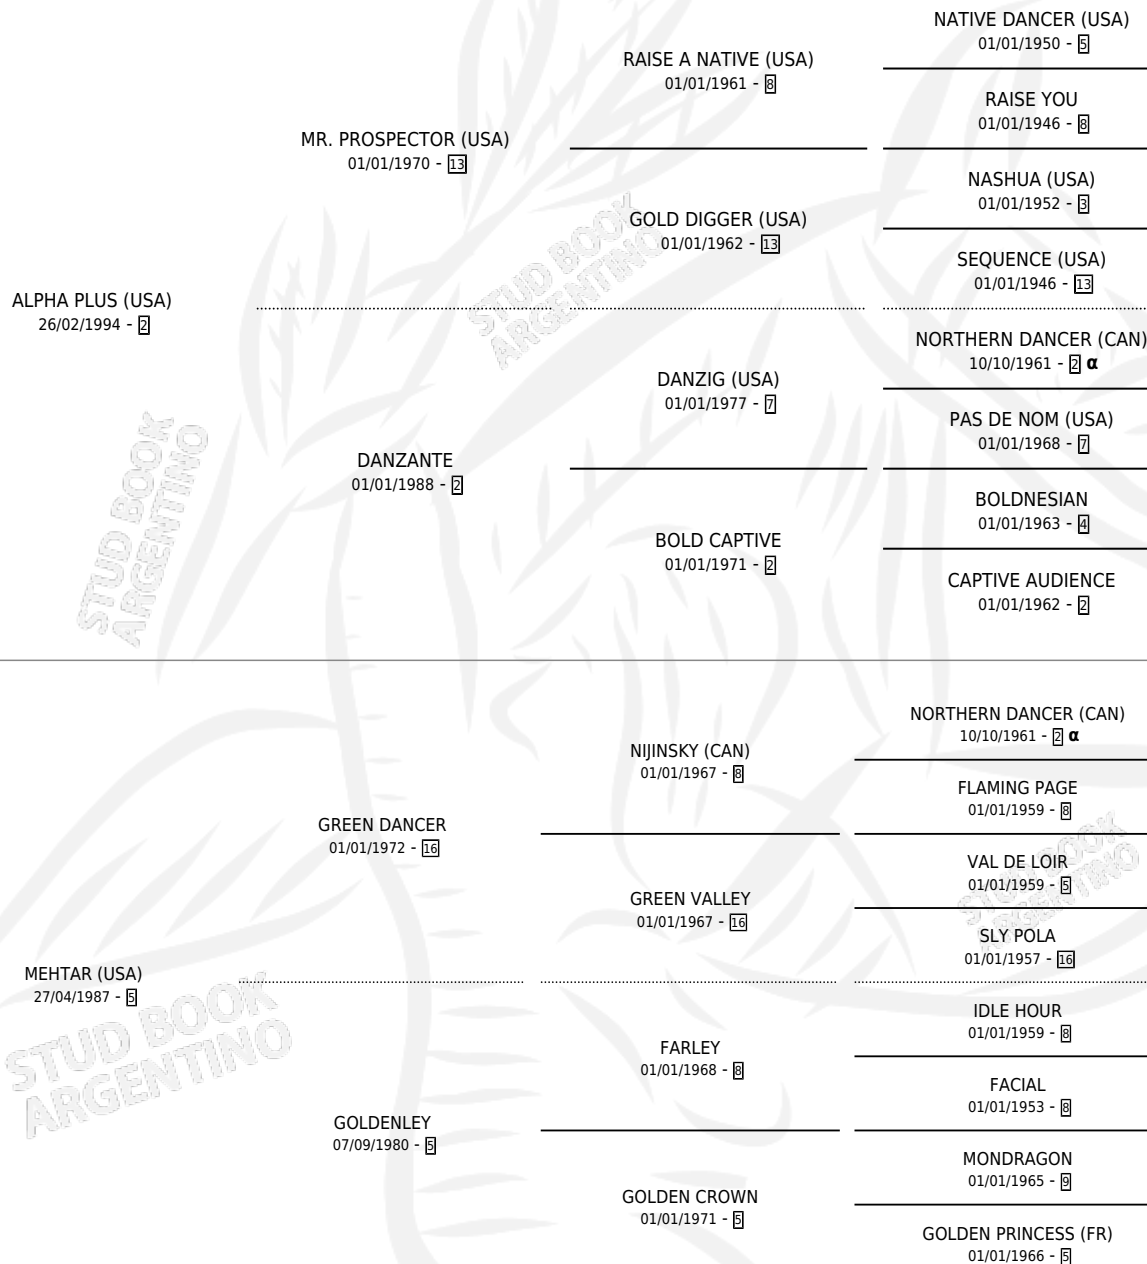 NATIVE DANCER (USA)
01/01/1950 - 5
RAISE A NATIVE (USA)
01/01/1961 - 8
RAISE YOU
01/01/1946 - 8
MR. PROSPECTOR (USA)
01/01/1970 - 13
NASHUA (USA)
01/01/1952 - 3
GOLD DIGGER (USA)
01/01/1962 - 13
SEQUENCE (USA)
01/01/1946 - 13
STUD BOOK
ARGENTINO
ALPHA PLUS (USA)
26/02/1994 - 2
NORTHERN DANCER (CAN)
10/10/1961 - 2 α
DANZIG (USA)
01/01/1977 - 7
PAS DE NOM (USA)
01/01/1968 - 7
DANZANTE
01/01/1988 - 2
BOLDNESIAN
01/01/1963 - 4
BOLD CAPTIVE
01/01/1971 - 2
CAPTIVE AUDIENCE
01/01/1962 - 2
STUD BOOK
ARGENTINO
NORTHERN DANCER (CAN)
10/10/1961 - 2 α
NIJINSKY (CAN)
01/01/1967 - 8
FLAMING PAGE
01/01/1959 - 8
GREEN DANCER
01/01/1972 - 16
VAL DE LOIR
01/01/1959 - 5
GREEN VALLEY
01/01/1967 - 16
SLY POLA
01/01/1957 - 16
STUD BOOK
ARGENTINO
MEHTAR (USA)
27/04/1987 - 5
IDLE HOUR
01/01/1959 - 8
FARLEY
01/01/1968 - 8
FACIAL
01/01/1953 - 8
STUD BOOK
ARGENTINO
GOLDENLEY
07/09/1980 - 5
MONDRAGON
01/01/1965 - 9
GOLDEN CROWN
01/01/1971 - 5
GOLDEN PRINCESS (FR)
01/01/1966 - 5